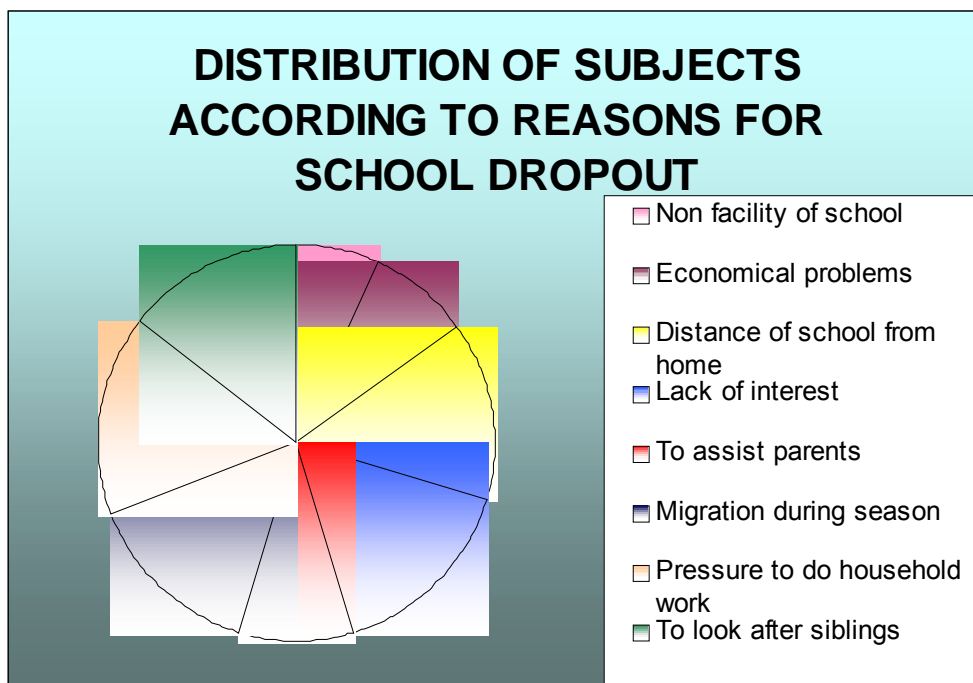 DISTRIBUTION OF SUBJECTS
ACCORDING TO REASONS FOR
SCHOOL DROPOUT
Non facility of school
Economical problems
Distance of school from
home
Lack of interest
To assist parents
Migration during season
Pressure to do household
work
To look after siblings